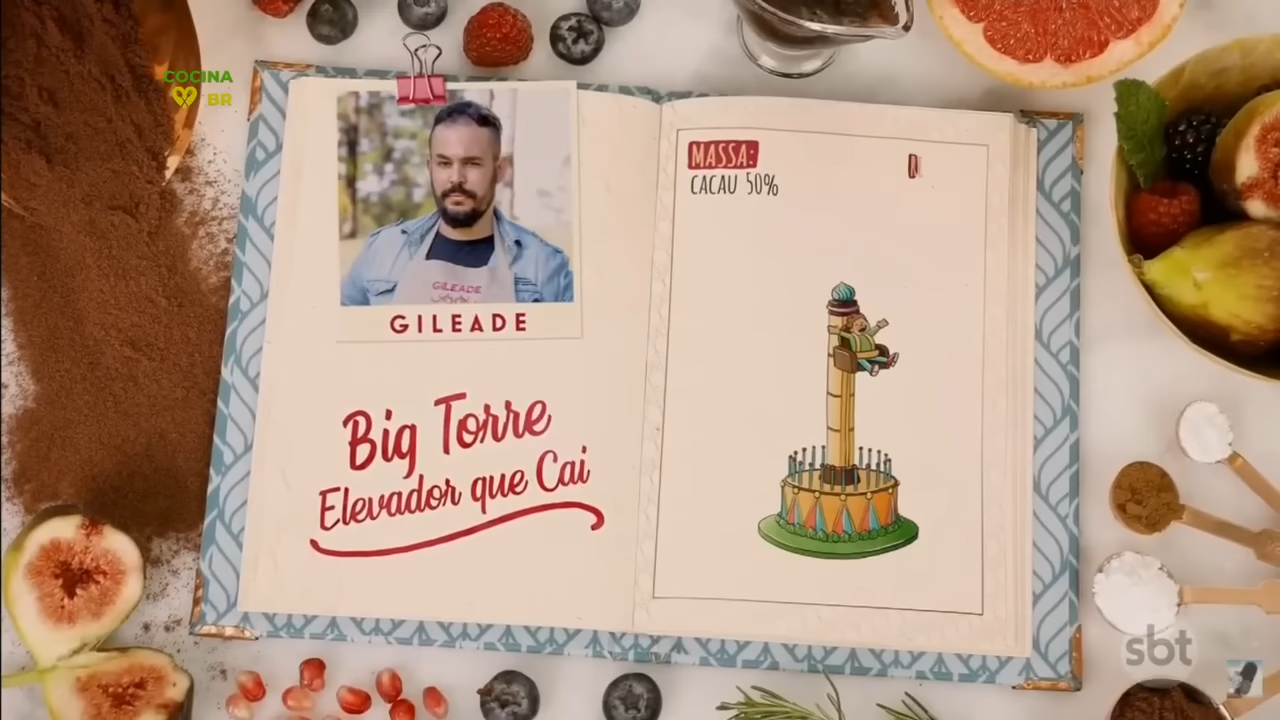 COCINA
BR
GILEADE
GILEADE
Big Torre
Elevador que Cai
MASSA:
CACAU 50%
sbt